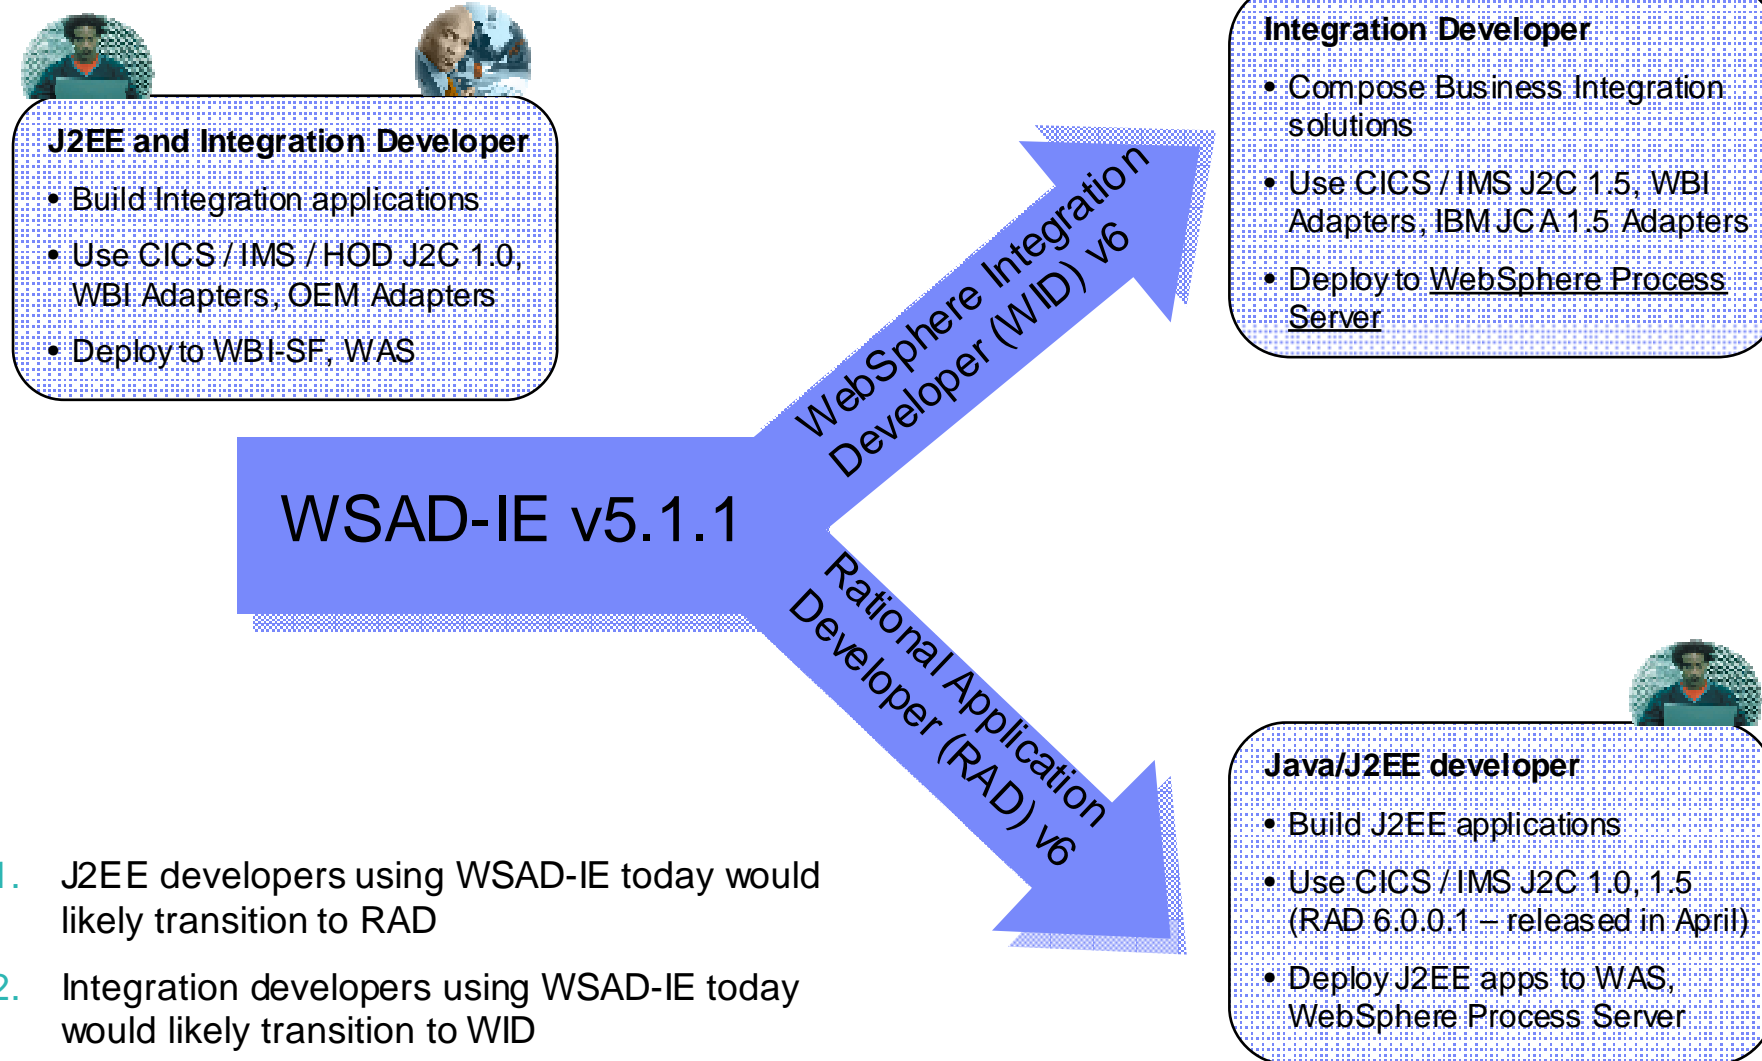 J2EE and Integration Developer
• Build Integration applications
• Use CICS / IMS / HOD J2C 1.0,
WBI Adapters, OEM Adapters
• Deploy to WBI-SF, WAS
Integration Developer
• Compose Business Integration
solutions
• Use CICS / IMS J2C 1.5, WBI
Adapters, IBM JCA 1.5 Adapters
• Deploy to WebSphere Process
Server
WebSphere Integration
Developer (WID) v6
WSAD-IE v5.1.1
Rational Application
Developer (RAD) v6
Java/J2EE developer
• Build J2EE applications
• Use CICS / IMS J2C 1.0, 1.5
(RAD 6.0.0.1 – released in April)
• Deploy J2EE apps to WAS,
WebSphere Process Server
1. J2EE developers using WSAD-IE today would
likely transition to RAD
2. Integration developers using WSAD-IE today
would likely transition to WID